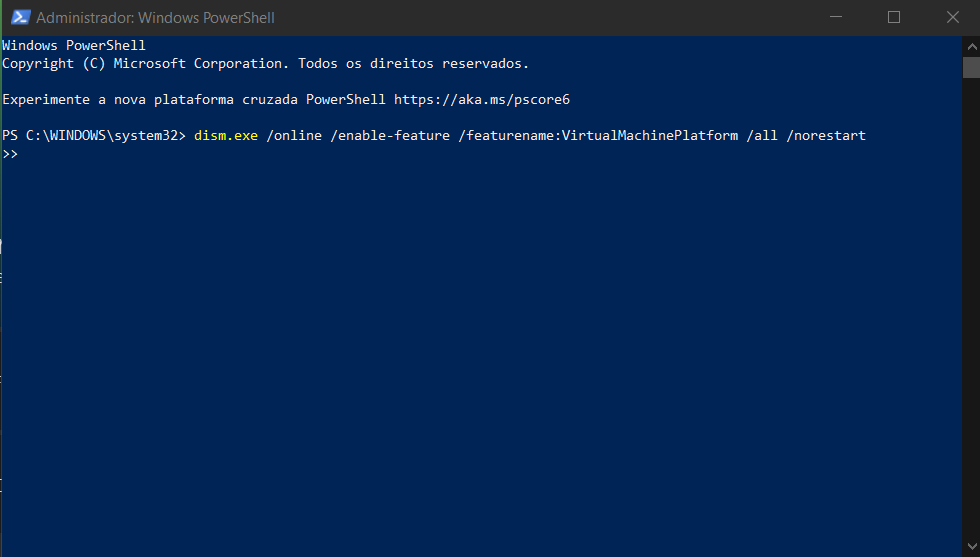 Administrador: Windows PowerShell
Windows PowerShell
Copyright (C) Microsoft Corporation. Todos os direitos reservados.
Experimente a nova plataforma cruzada PowerShell https://aka.ms/pscore6
PS C:\WINDOWS\system32> dism.exe /online /enable-feature /featurename:VirtualMachinePlatform /all /norestart
>>